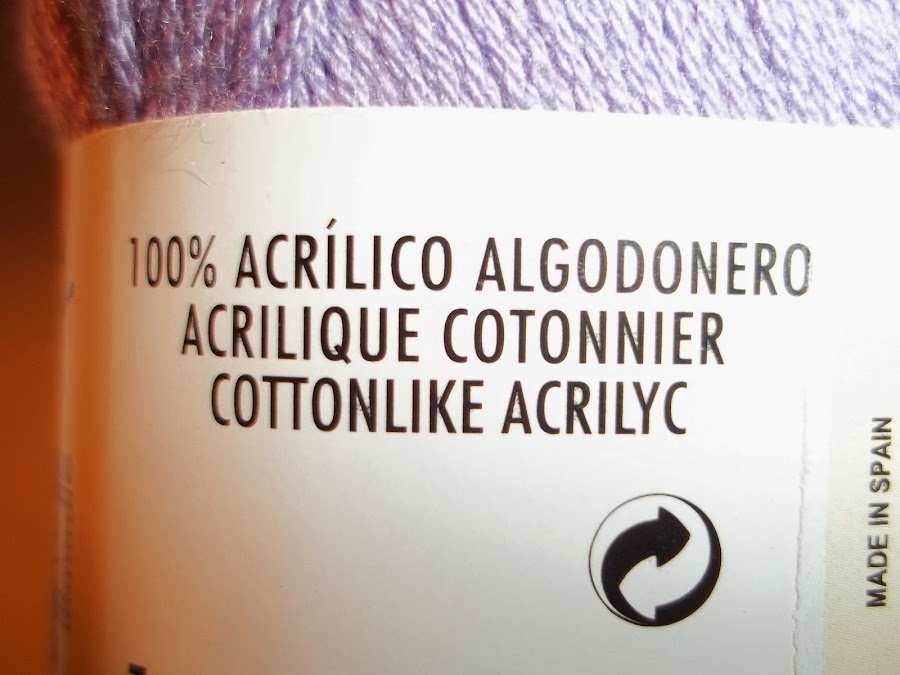 100% ACRÍLICO ALGODONERO
ACRILIQUE COTONNIER
COTTONLIKE ACRILYC
MADE IN SPAIN